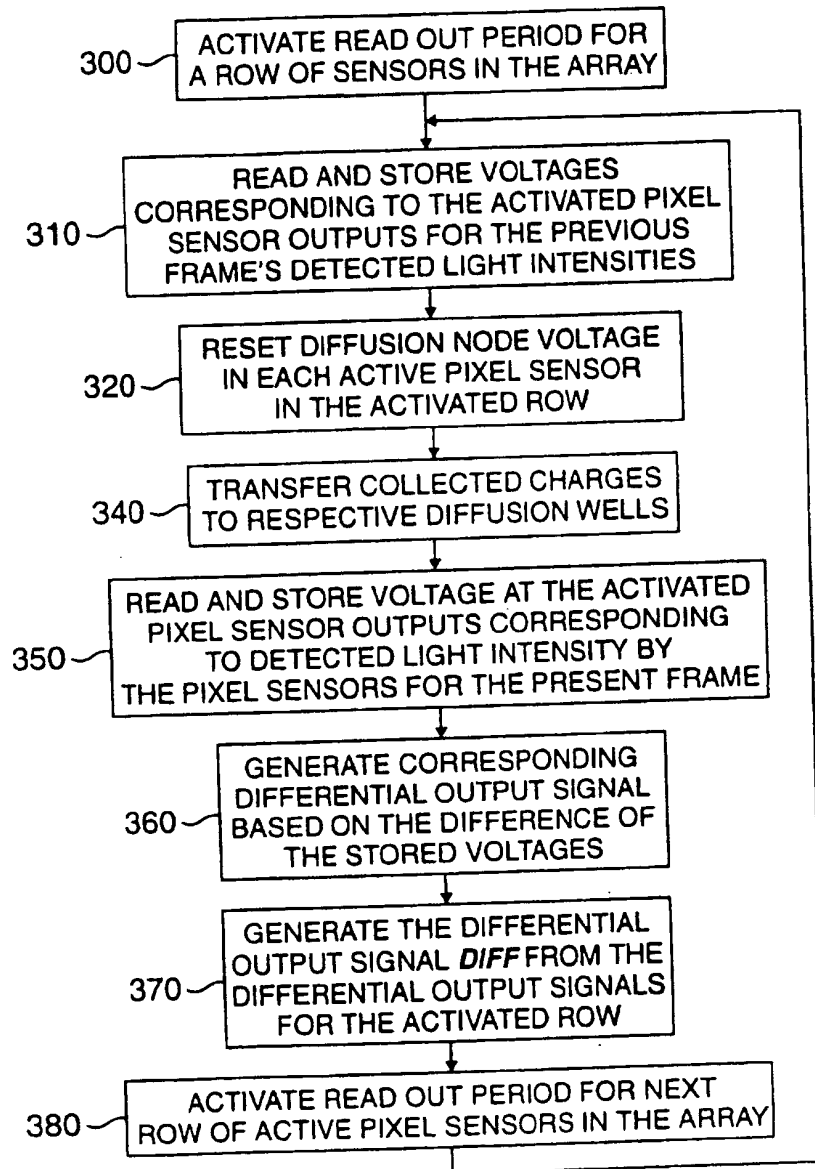 300
ACTIVATE READ OUT PERIOD FOR
A ROW OF SENSORS IN THE ARRAY
310
READ AND STORE VOLTAGES
CORRESPONDING TO THE ACTIVATED PIXEL
SENSOR OUTPUTS FOR THE PREVIOUS
FRAME'S DETECTED LIGHT INTENSITIES
320
RESET DIFFUSION NODE VOLTAGE
IN EACH ACTIVE PIXEL SENSOR
IN THE ACTIVATED ROW
340
TRANSFER COLLECTED CHARGES
TO RESPECTIVE DIFFUSION WELLS
350
READ AND STORE VOLTAGE AT THE ACTIVATED
PIXEL SENSOR OUTPUTS CORRESPONDING
TO DETECTED LIGHT INTENSITY BY
THE PIXEL SENSORS FOR THE PRESENT FRAME
360
GENERATE CORRESPONDING
DIFFERENTIAL OUTPUT SIGNAL
BASED ON THE DIFFERENCE OF
THE STORED VOLTAGES
370
GENERATE THE DIFFERENTIAL
OUTPUT SIGNAL DIFF FROM THE
DIFFERENTIAL OUTPUT SIGNALS
FOR THE ACTIVATED ROW
380
ACTIVATE READ OUT PERIOD FOR NEXT
ROW OF ACTIVE PIXEL SENSORS IN THE ARRAY